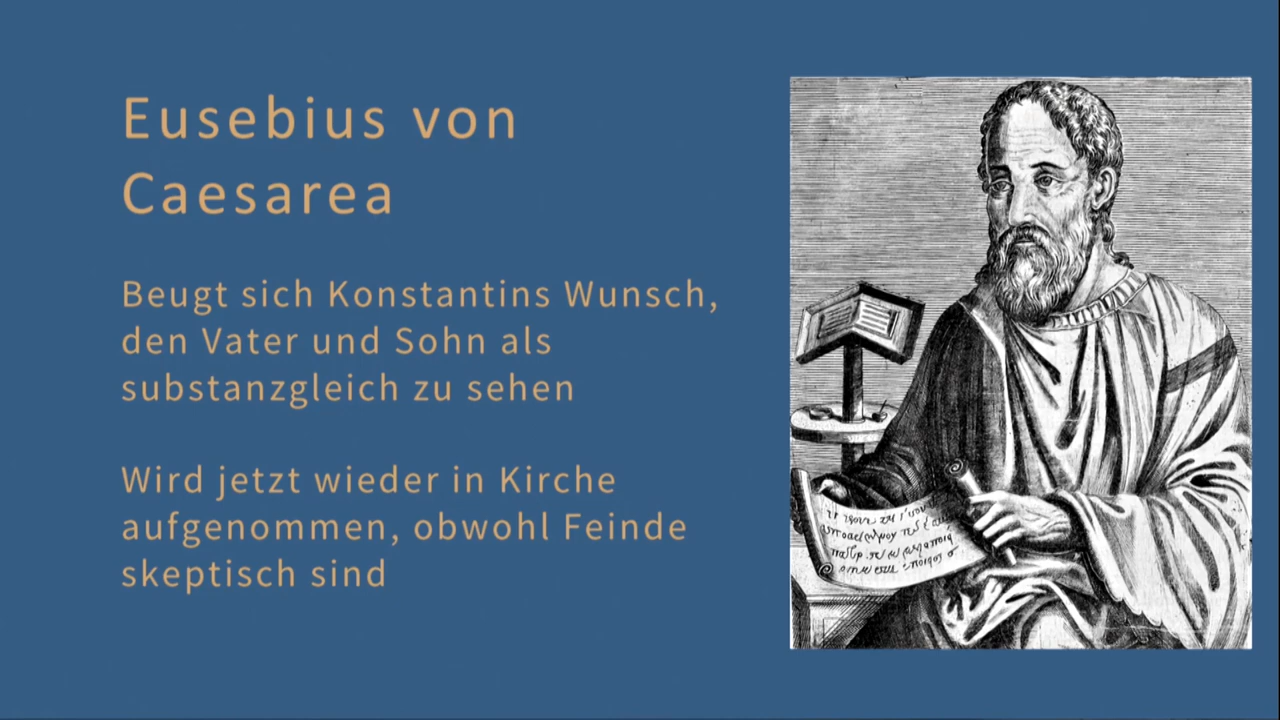 Eusebius von
Caesarea
Beugt sich Konstantins Wunsch,
den Vater und Sohn als
substanzgleich zu sehen
Wird jetzt wieder in Kirche
aufgenommen, obwohl Feinde
skeptisch sind